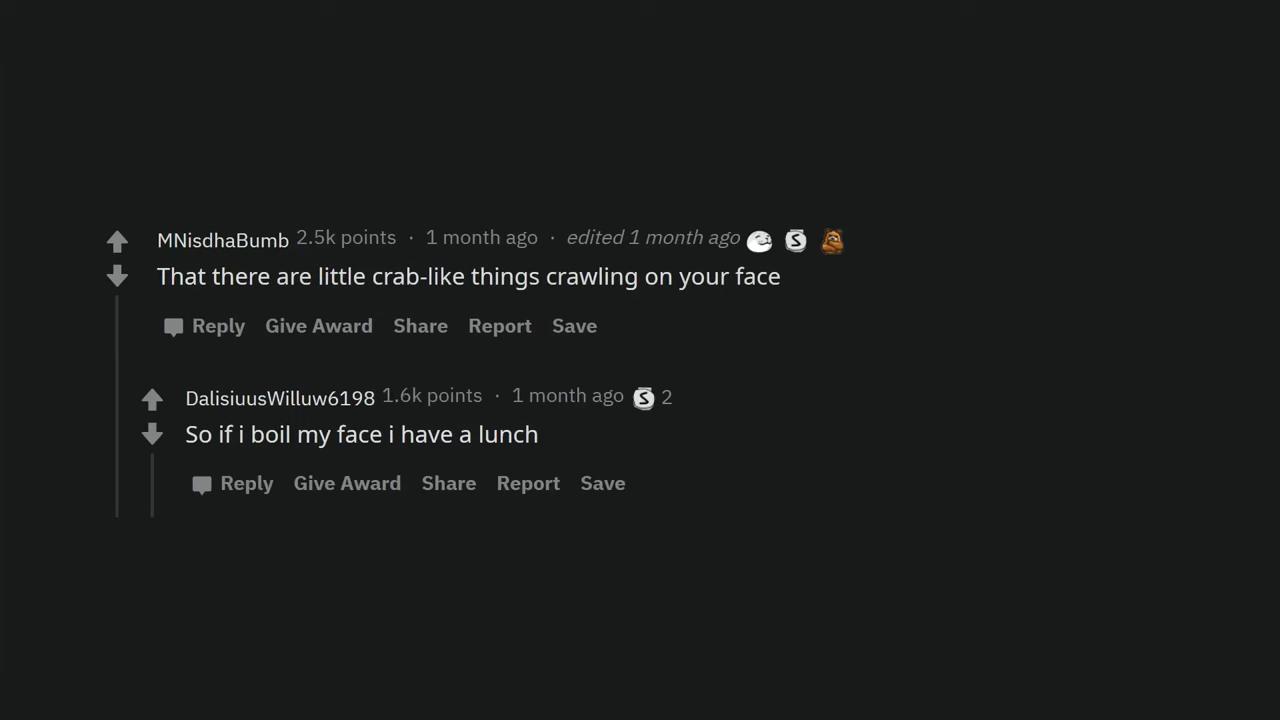 MNisdhaBumb 2.5k points · 1 month ago · edited 1 month ago
That there are little crab-like things crawling on your face
Reply Give Award Share Report Save
DalisiuusWilluw6198 1.6k points · 1 month ago S 2
So if i boil my face i have a lunch
Reply Give Award Share Report Save